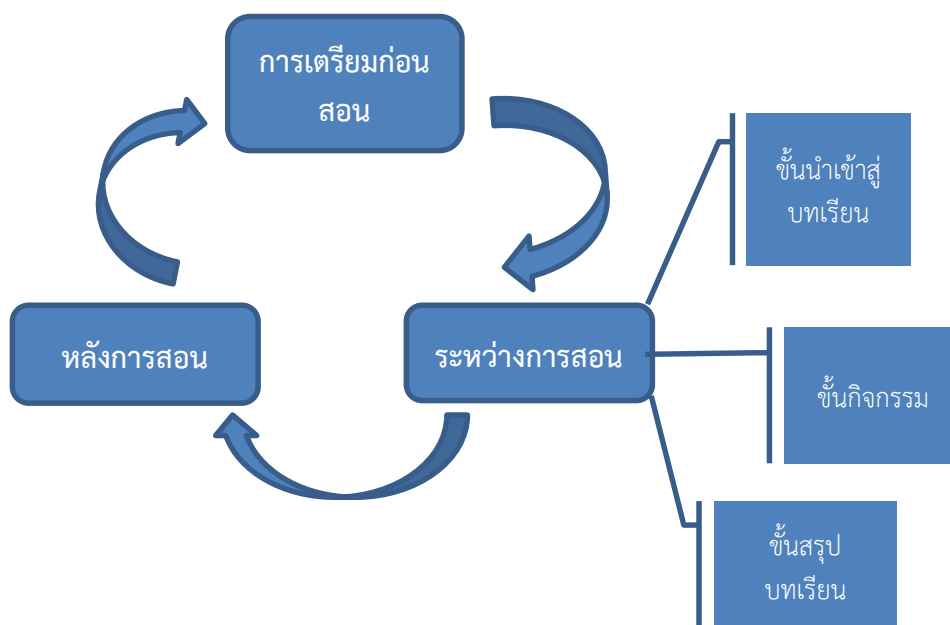 การเตรียมก่อน
สอน
ขั้นนำเข้าสู่
บทเรียน
หลังการสอน
ระหว่างการสอน
ขั้นกิจกรรม
ขั้นสรุป
บทเรียน